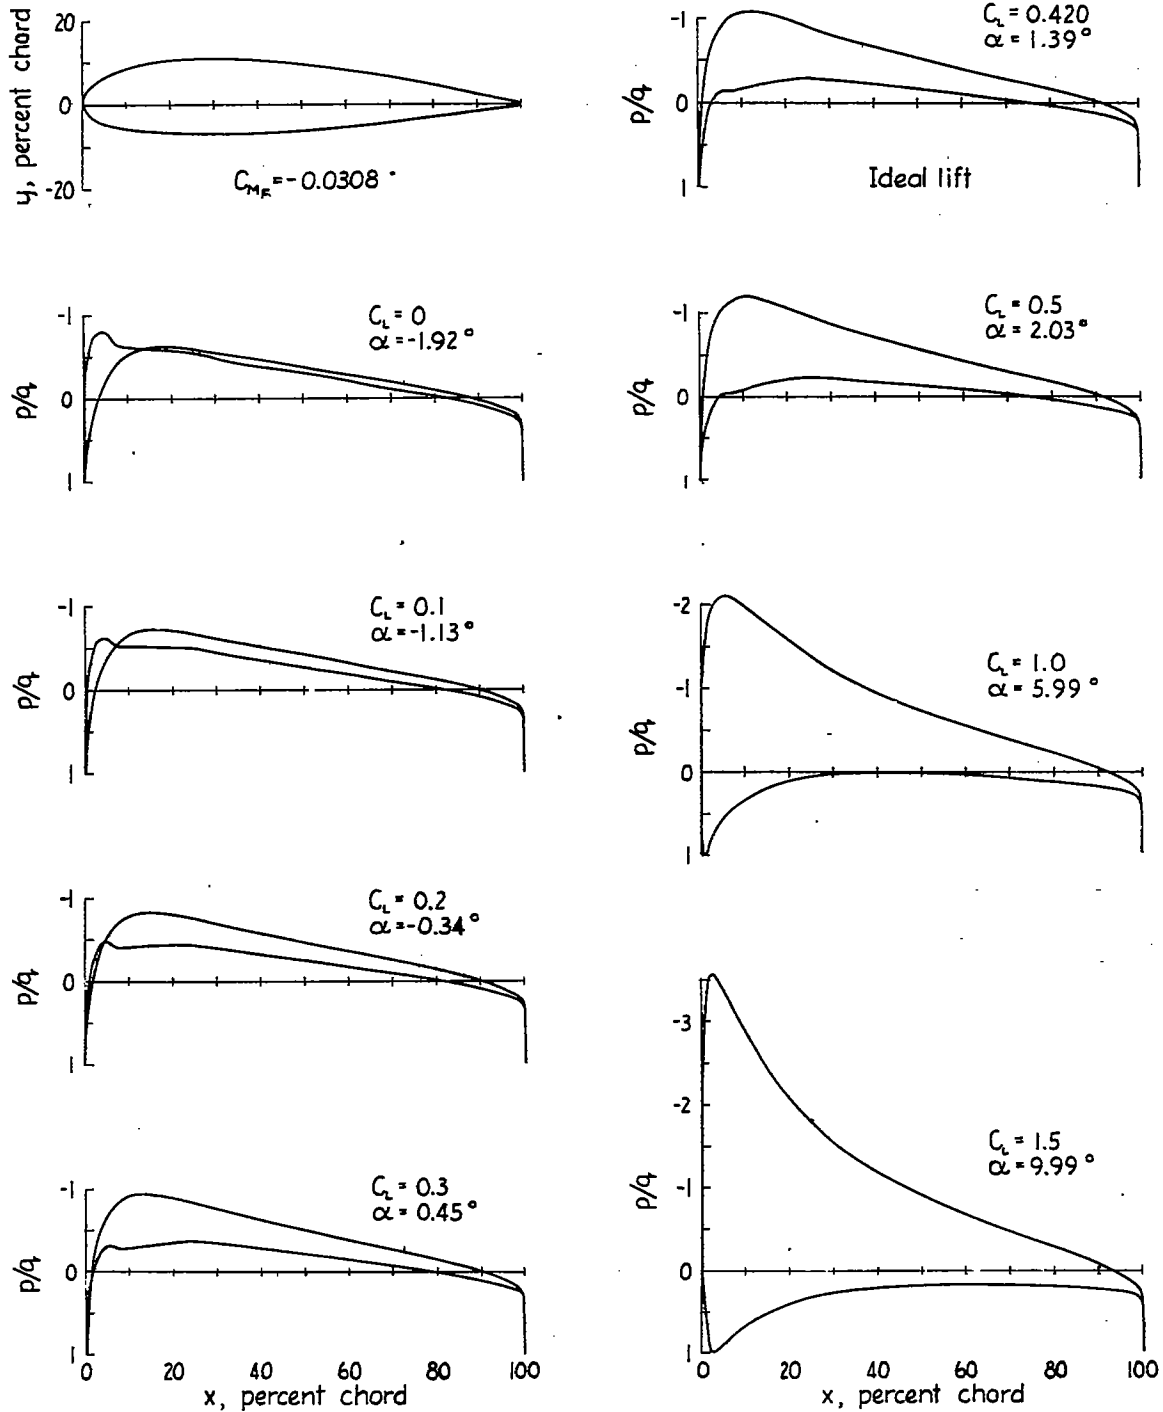 y, percent chord
20
0
-20
C_MF = -0.0308
p/q
-1
0
1
C_L = 0
α = -1.92°
p/q
-1
0
1
C_L = 0.1
α = -1.13°
p/q
-1
0
1
C_L = 0.2
α = -0.34°
p/q
-1
0
1
C_L = 0.3
α = 0.45°
0 20 40 60 80 100
x, percent chord
p/q
-1
0
1
C_L = 0.420
α = 1.39°
Ideal lift
p/q
-1
0
1
C_L = 0.5
α = 2.03°
p/q
-2
-1
0
1
C_L = 1.0
α = 5.99°
p/q
-3
-2
-1
0
1
C_L = 1.5
α = 9.99°
0 20 40 60 80 100
x, percent chord